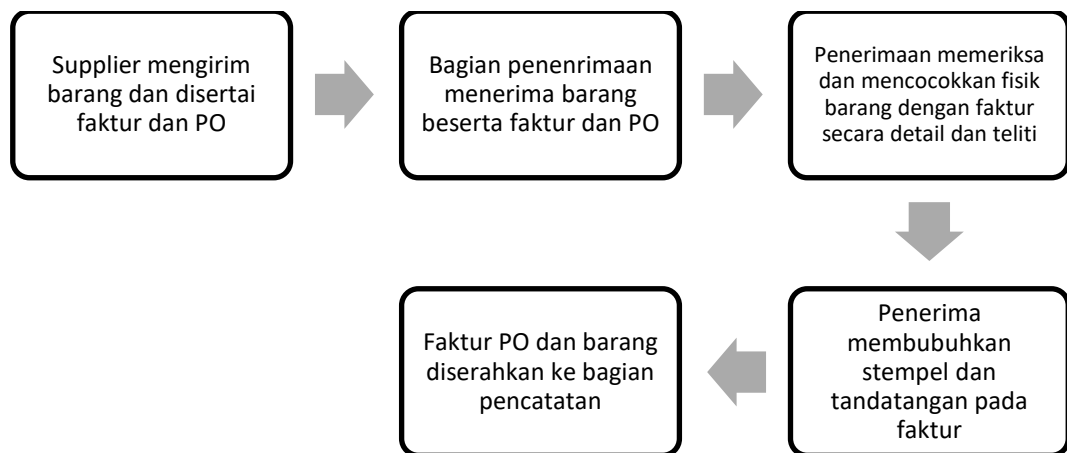 Supplier mengirim
barang dan disertai
faktur dan PO
Bagian penenrimaan
menerima barang
beserta faktur dan PO
Penerimaan memeriksa
dan mencocokkan fisik
barang dengan faktur
secara detail dan teliti
Penerima
membubuhkan
stempel dan
tandatangan pada
faktur
Faktur PO dan barang
diserahkan ke bagian
pencatatan